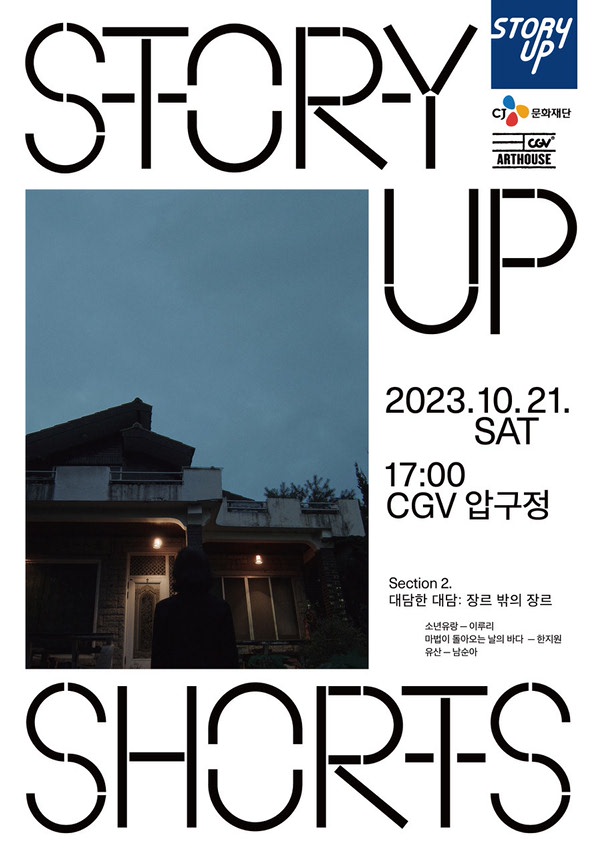 STORY
UP
SHORTS
STORY
UP
CJ 문화재단
CGV
ARTHOUSE
2023.10.21.
SAT
17:00
CGV 압구정
Section 2.
대담한 대담: 장르 밖의 장르
소년유랑 — 이루리
마법이 돌아오는 날의 바다 — 한지원
유산 — 남순아